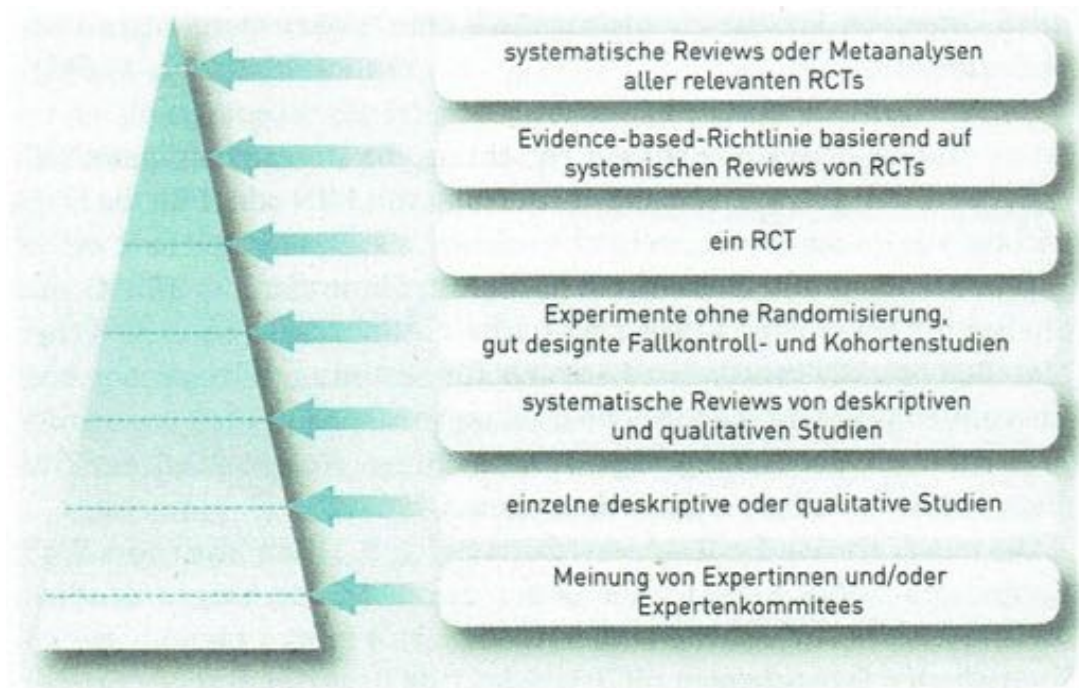 systematische Reviews oder Metaanalysen
aller relevanten RCTs
Evidence-based-Richtlinie basierend auf
systemischen Reviews von RCTs
ein RCT
Experimente ohne Randomisierung,
gut designte Fallkontroll- und Kohortenstudien
systematische Reviews von deskriptiven
und qualitativen Studien
einzelne deskriptive oder qualitative Studien
Meinung von Expertinnen und/oder
Expertenkommitees